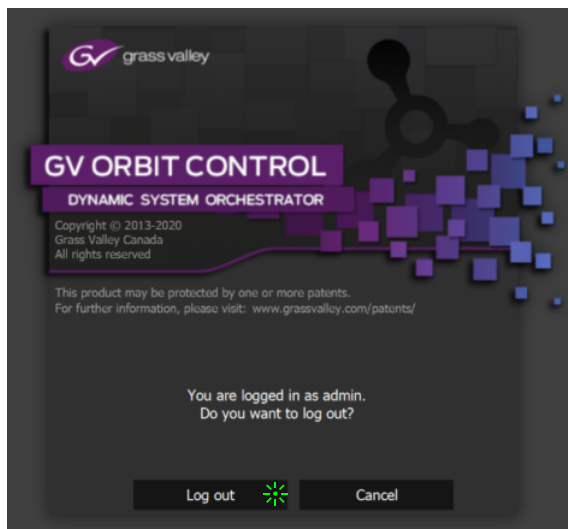 GV grass valley
GV ORBIT CONTROL
DYNAMIC SYSTEM ORCHESTRATOR
Copyright © 2013-2020
Grass Valley Canada
All rights reserved
This product may be protected by one or more patents.
For further information, please visit: www.grassvalley.com/patents/
You are logged in as admin.
Do you want to log out?
Log out
Cancel